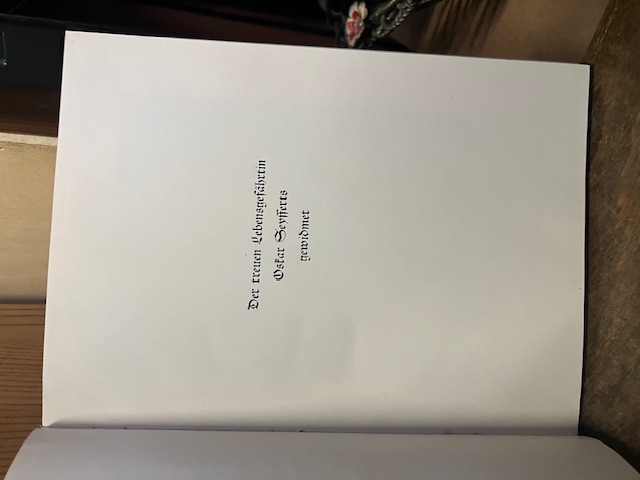 Der treuen Lebensgefährtin
Oskar Seyfferts
gewidmet